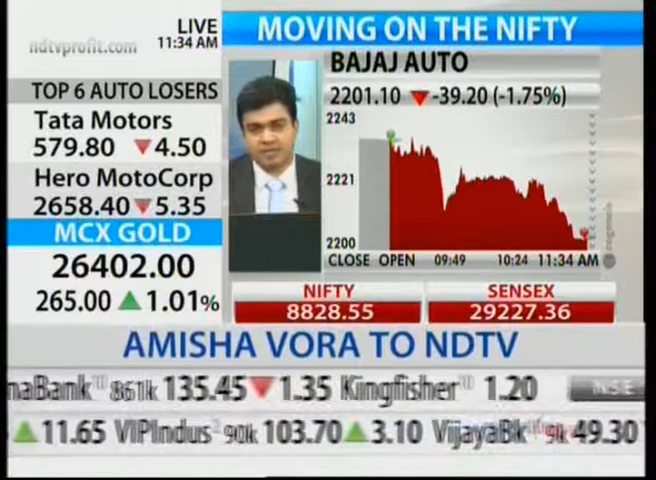 LIVE
ndtvprofit.com 11:34 AM
MOVING ON THE NIFTY
TOP 6 AUTO LOSERS
Tata Motors
579.80 ▼4.50
Hero MotoCorp
2658.40▼5.35
MCX GOLD
26402.00
265.00 ▲1.01%
BAJAJ AUTO
2201.10 ▼-39.20 (-1.75%)
2243
2221
2200
CLOSE OPEN 09:49 10:24 11:34 AM
NIFTY
8828.55
SENSEX
29227.36
AMISHA VORA TO NDTV
naBank 861k 135.45 ▼1.35 Kingfisher 1.20 NSE
▲11.65 VIPIndus 90k 103.70▲3.10 VijayaBk 9k 49.30